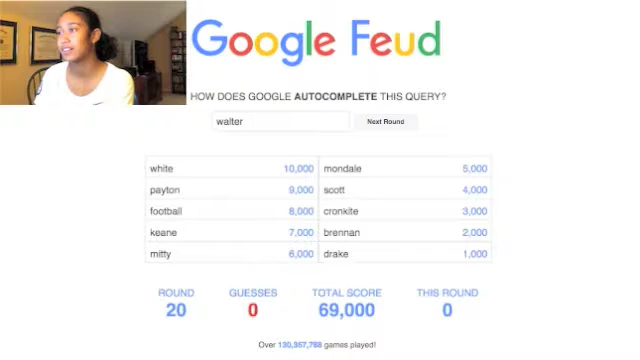 Google Feud
HOW DOES GOOGLE AUTOCOMPLETE THIS QUERY?
walter
Next Round
white 10,000 mondale 5,000
payton 9,000 scott 4,000
football 8,000 cronkite 3,000
keane 7,000 brennan 2,000
mitty 6,000 drake 1,000
ROUND GUESSES TOTAL SCORE THIS ROUND
20 0 69,000 0
Over 130,357,768 games played!